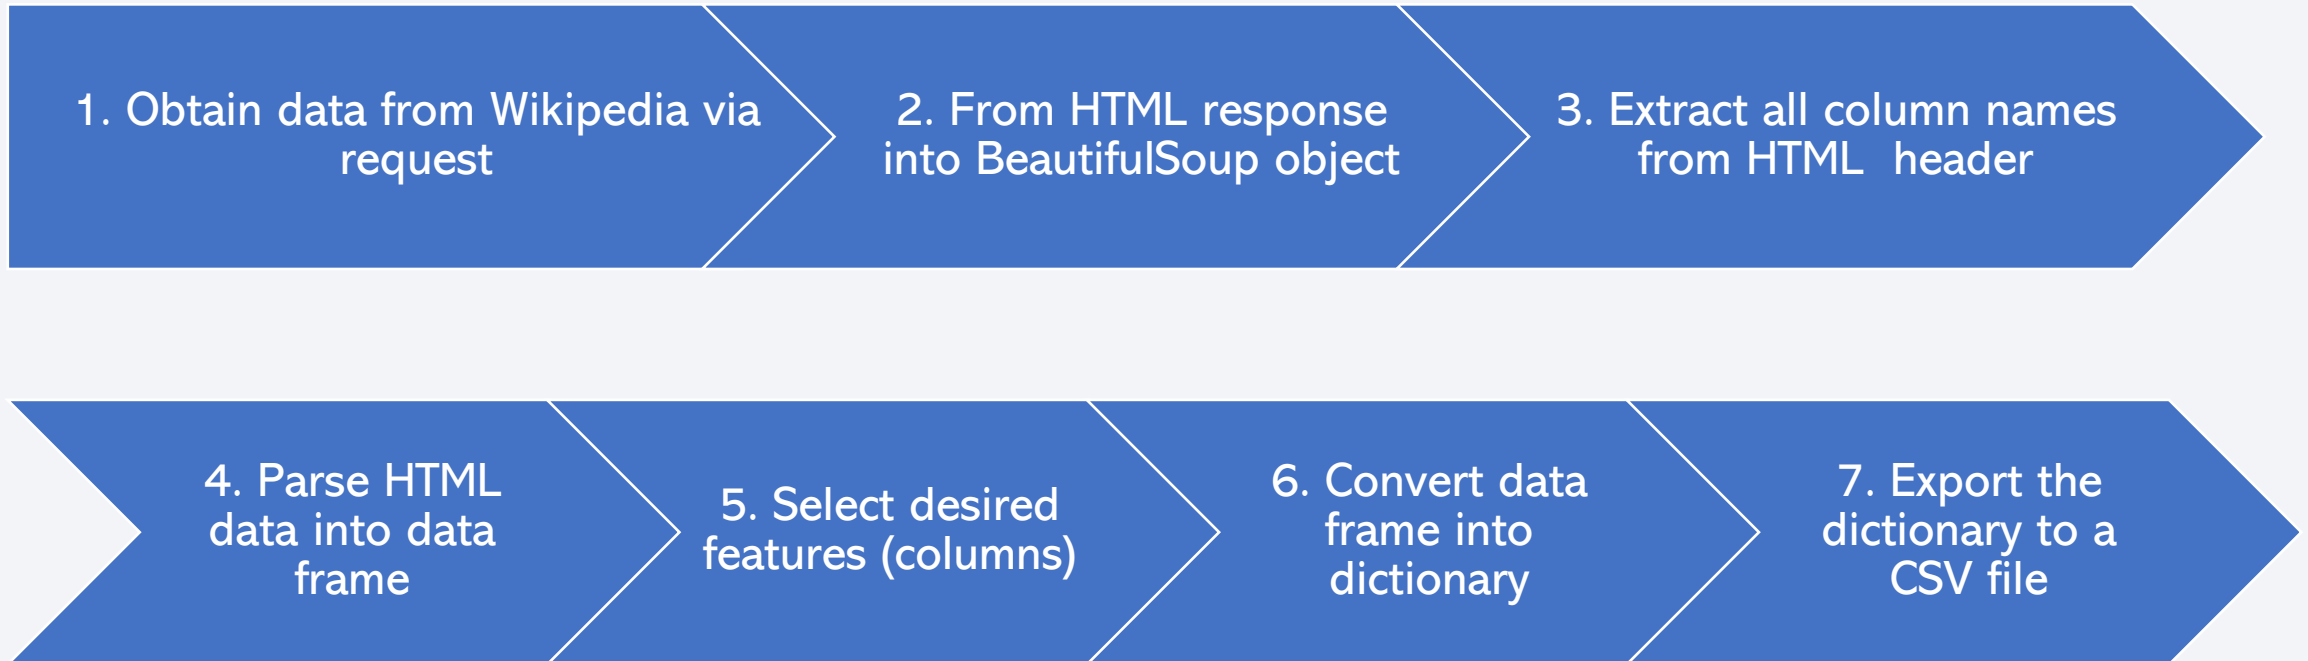 1. Obtain data from Wikipedia via
request
2. From HTML response
into BeautifulSoup object
3. Extract all column names
from HTML  header
4. Parse HTML
data into data
frame
5. Select desired
features (columns)
6. Convert data
frame into
dictionary
7. Export the
dictionary to a
CSV file